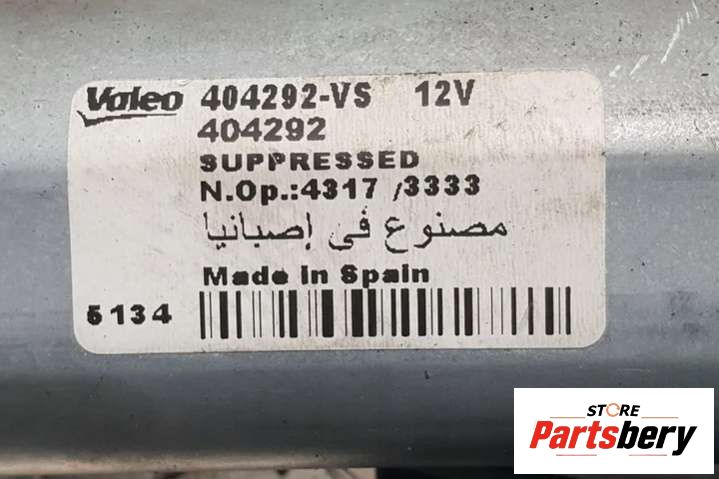 Valeo 404292-VS 12V
404292
SUPPRESSED
N.Op.:4317 /3333
مصنوع في إصبانيا
Made in Spain
5134
STORE
Partsbery